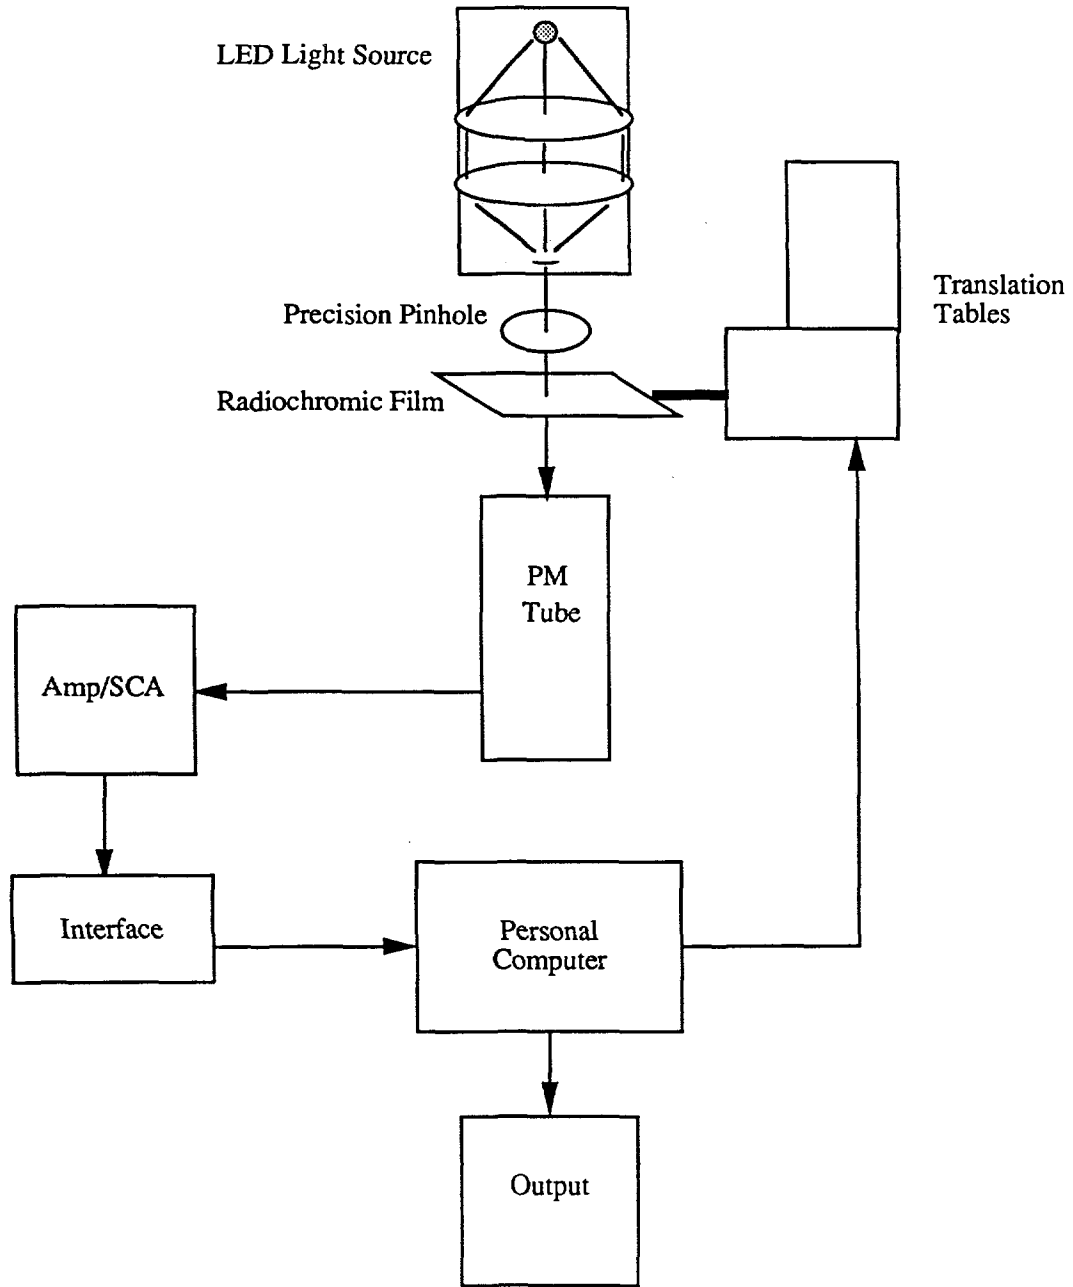 LED Light Source
Translation
Tables
Precision Pinhole
Radiochromic Film
PM
Tube
Amp/SCA
Interface
Personal
Computer
Output